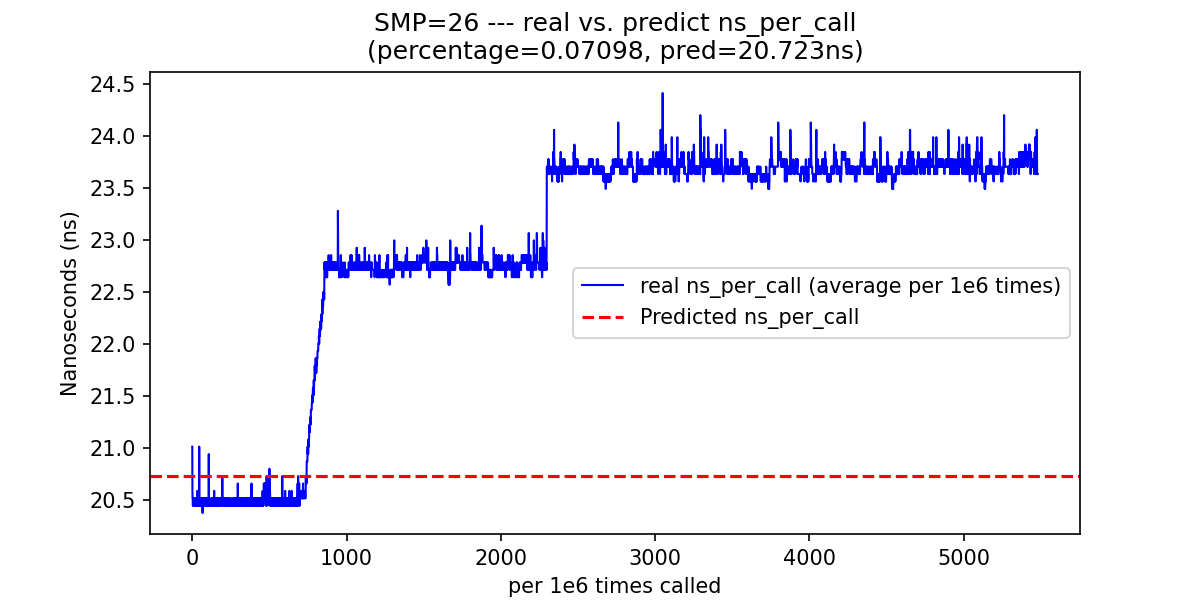 SMP=26 --- real vs. predict ns_per_call
(percentage=0.07098, pred=20.723ns)
24.5
24.0
23.5
23.0
22.5
22.0
21.5
21.0
20.5
Nanoseconds (ns)
real ns_per_call (average per 1e6 times)
Predicted ns_per_call
0
1000
2000
3000
4000
5000
per 1e6 times called